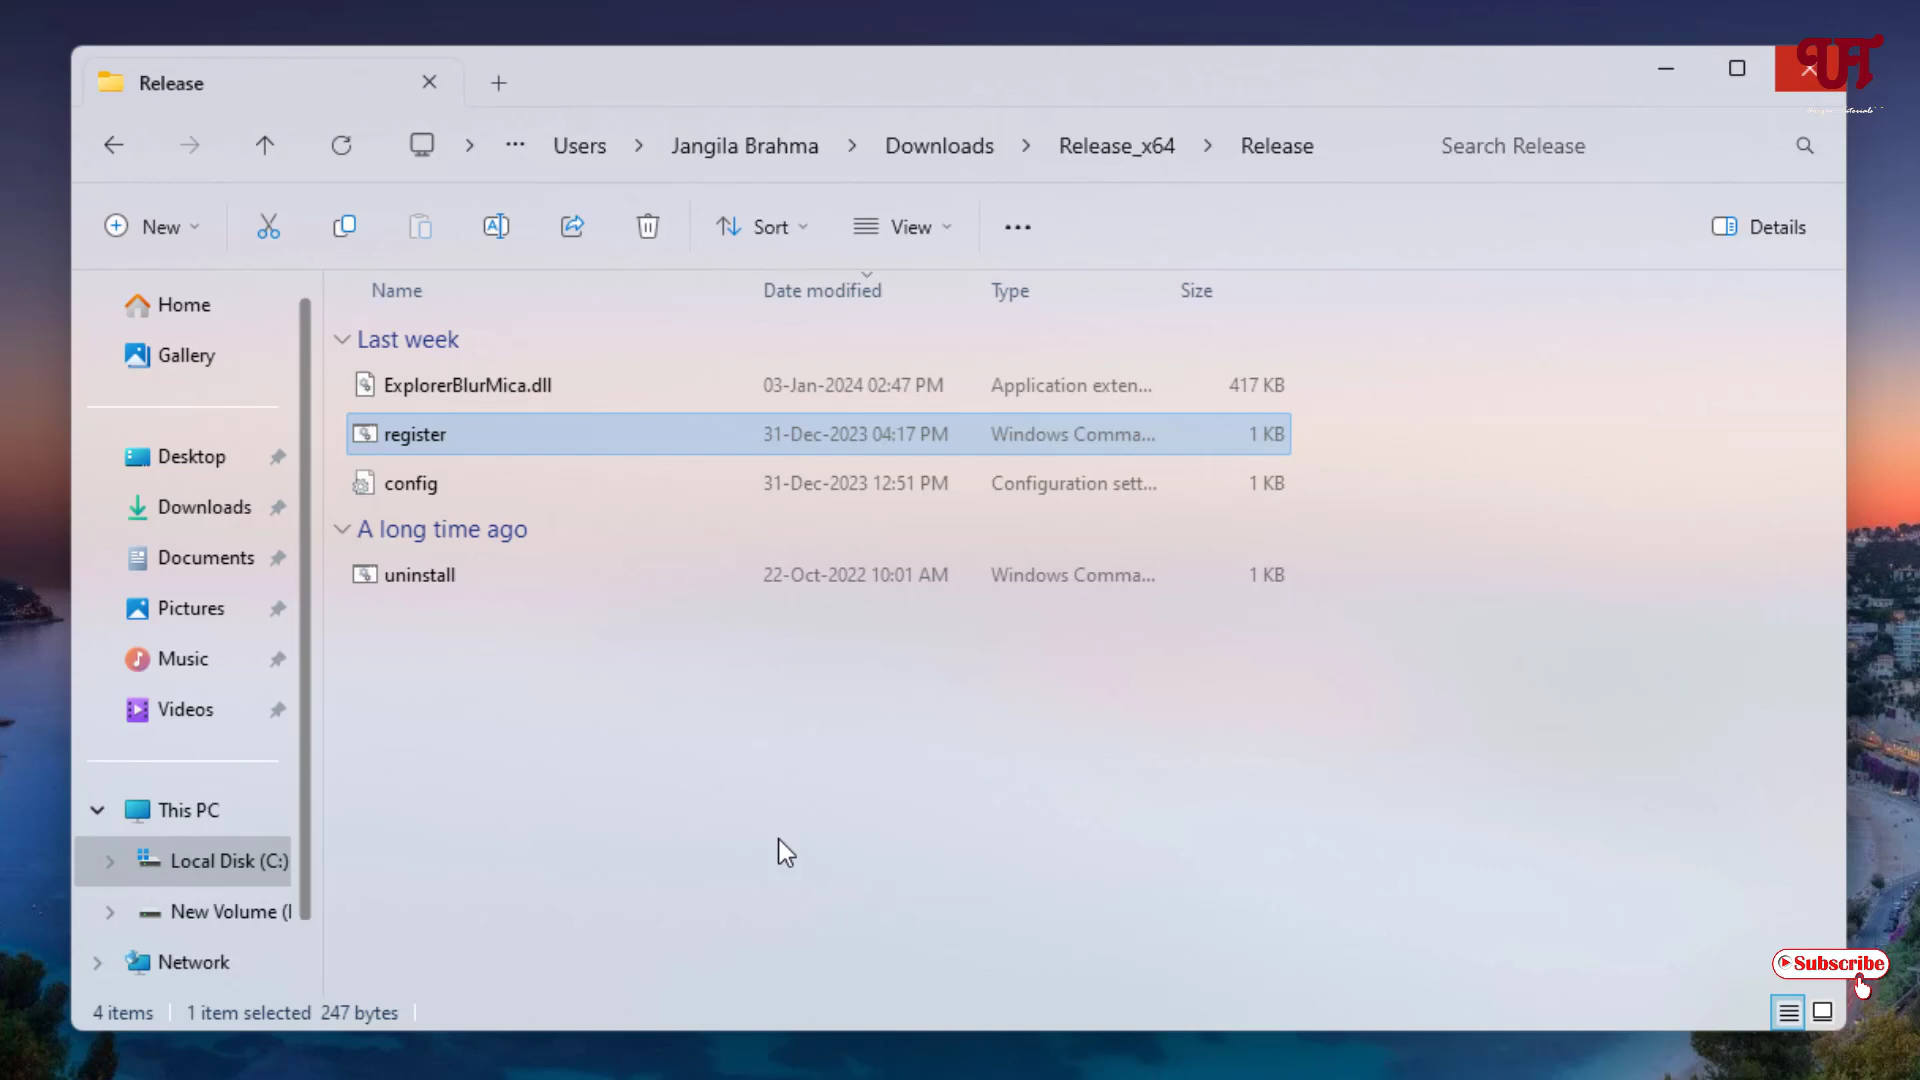 Release
UT
Users
Jangila Brahma
Downloads
Release_x64
Release
Search Release
New
Sort
View
Details
Name
Date modified
Type
Size
Home
Gallery
Desktop
Downloads
Documents
Pictures
Music
Videos
This PC
Local Disk (C:)
New Volume (
Network
Last week
ExplorerBlurMica.dll 03-Jan-2024 02:47 PM Application exten... 417 KB
register 31-Dec-2023 04:17 PM Windows Comma... 1 KB
config 31-Dec-2023 12:51 PM Configuration sett... 1 KB
A long time ago
uninstall 22-Oct-2022 10:01 AM Windows Comma... 1 KB
Subscribe
4 items 1 item selected 247 bytes